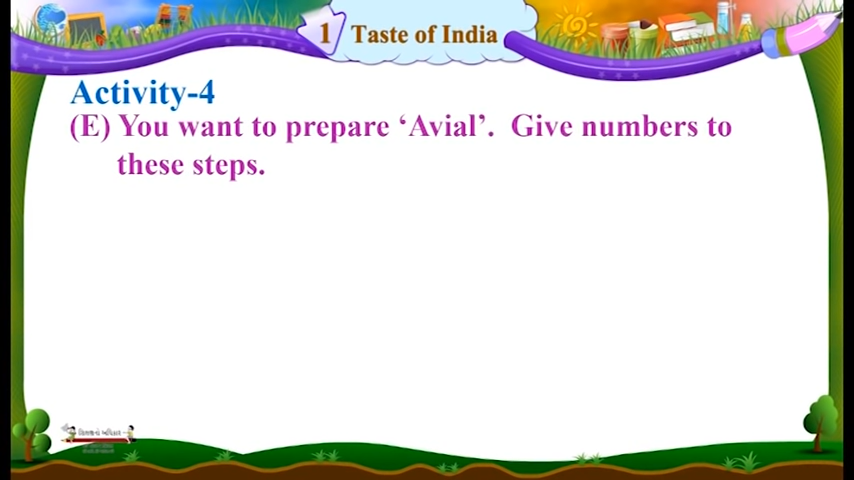 1 Taste of India
Activity-4
(E) You want to prepare ‘Avial’. Give numbers to
these steps.